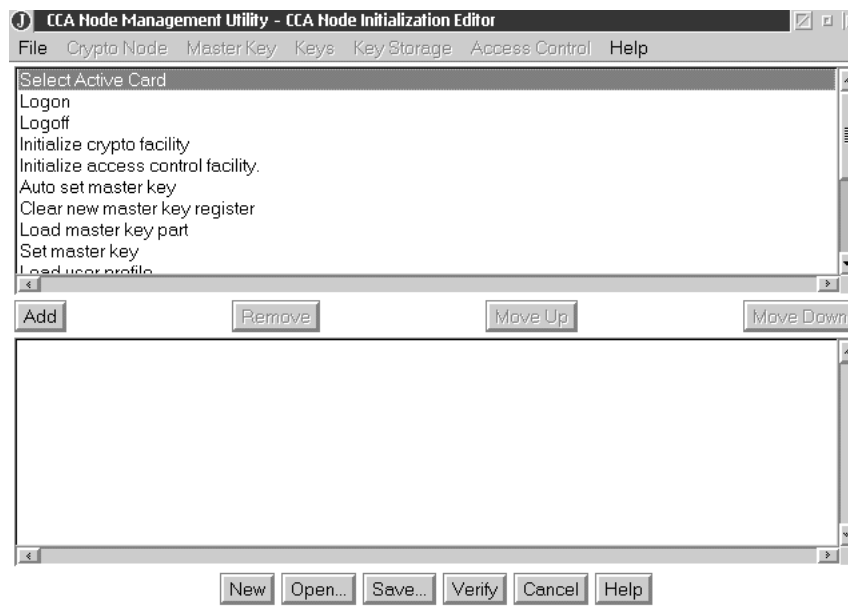 CCA Node Management Utility - CCA Node Initialization Editor
File Crypto Node Master Key Keys Key Storage Access Control Help
Select Active Card
Logon
Logoff
Initialize crypto facility
Initialize access control facility.
Auto set master key
Clear new master key register
Load master key part
Set master key
Load user profile
Add Remove Move Up Move Down
New Open... Save... Verify Cancel Help